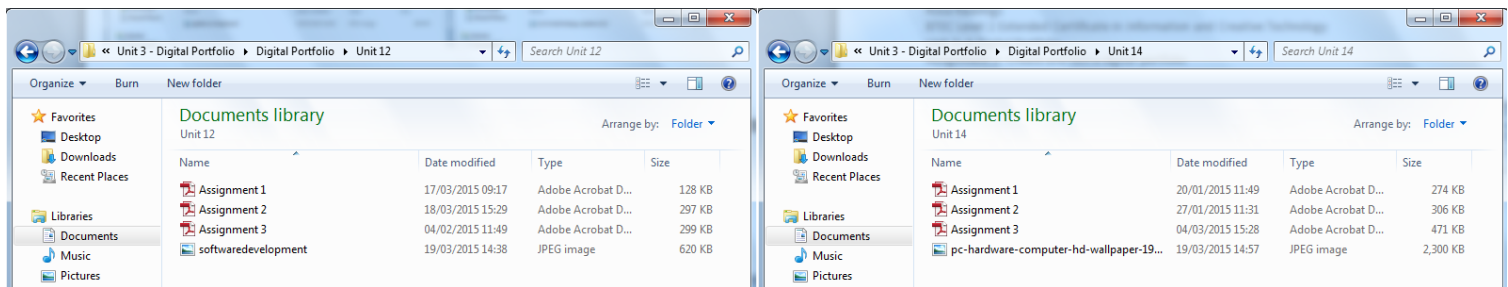 « Unit 3 - Digital Portfolio ▸ Digital Portfolio ▸ Unit 12
Search Unit 12
Organize
Burn
New folder
Favorites
Desktop
Downloads
Recent Places
Libraries
Documents
Music
Pictures
Documents library
Unit 12
Arrange by: Folder
Name Date modified Type Size
Assignment 1 17/03/2015 09:17 Adobe Acrobat D... 128 KB
Assignment 2 18/03/2015 15:29 Adobe Acrobat D... 297 KB
Assignment 3 04/02/2015 11:49 Adobe Acrobat D... 299 KB
softwaredevelopment 19/03/2015 14:38 JPEG image 620 KB
« Unit 3 - Digital Portfolio ▸ Digital Portfolio ▸ Unit 14
Search Unit 14
Organize
Burn
New folder
Favorites
Desktop
Downloads
Recent Places
Libraries
Documents
Music
Pictures
Documents library
Unit 14
Arrange by: Folder
Name Date modified Type Size
Assignment 1 20/01/2015 11:49 Adobe Acrobat D... 274 KB
Assignment 2 27/01/2015 11:31 Adobe Acrobat D... 306 KB
Assignment 3 04/03/2015 15:28 Adobe Acrobat D... 471 KB
pc-hardware-computer-hd-wallpaper-19... 19/03/2015 14:57 JPEG image 2,300 KB